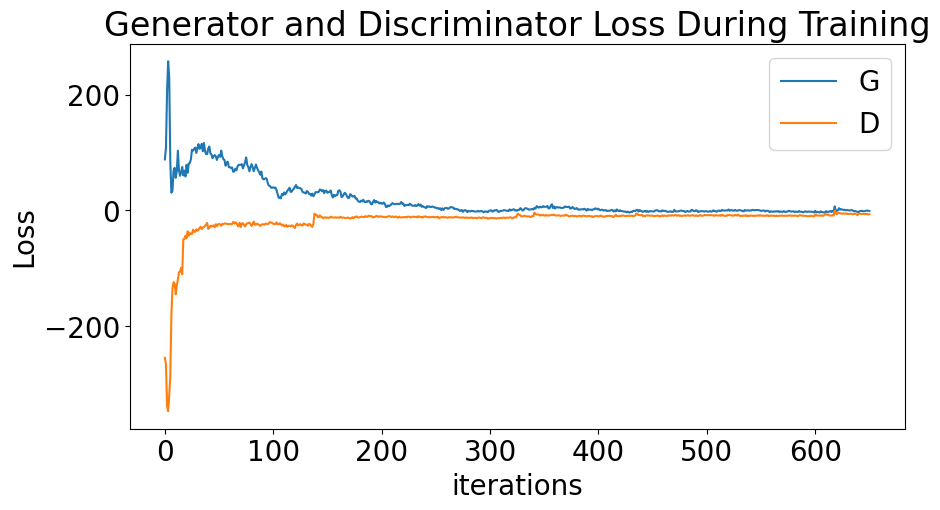 Generator and Discriminator Loss During Training
G
D
200
0
−200
Loss
0 100 200 300 400 500 600
iterations